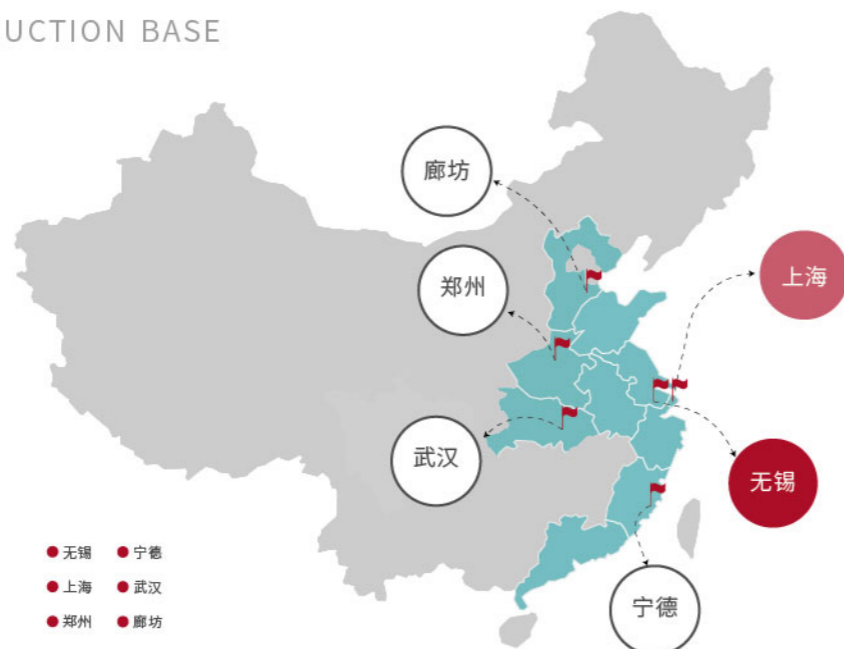 UCTION BASE
廊坊
郑州
上海
武汉
无锡
宁德
无锡 宁德
上海 武汉
郑州 廊坊